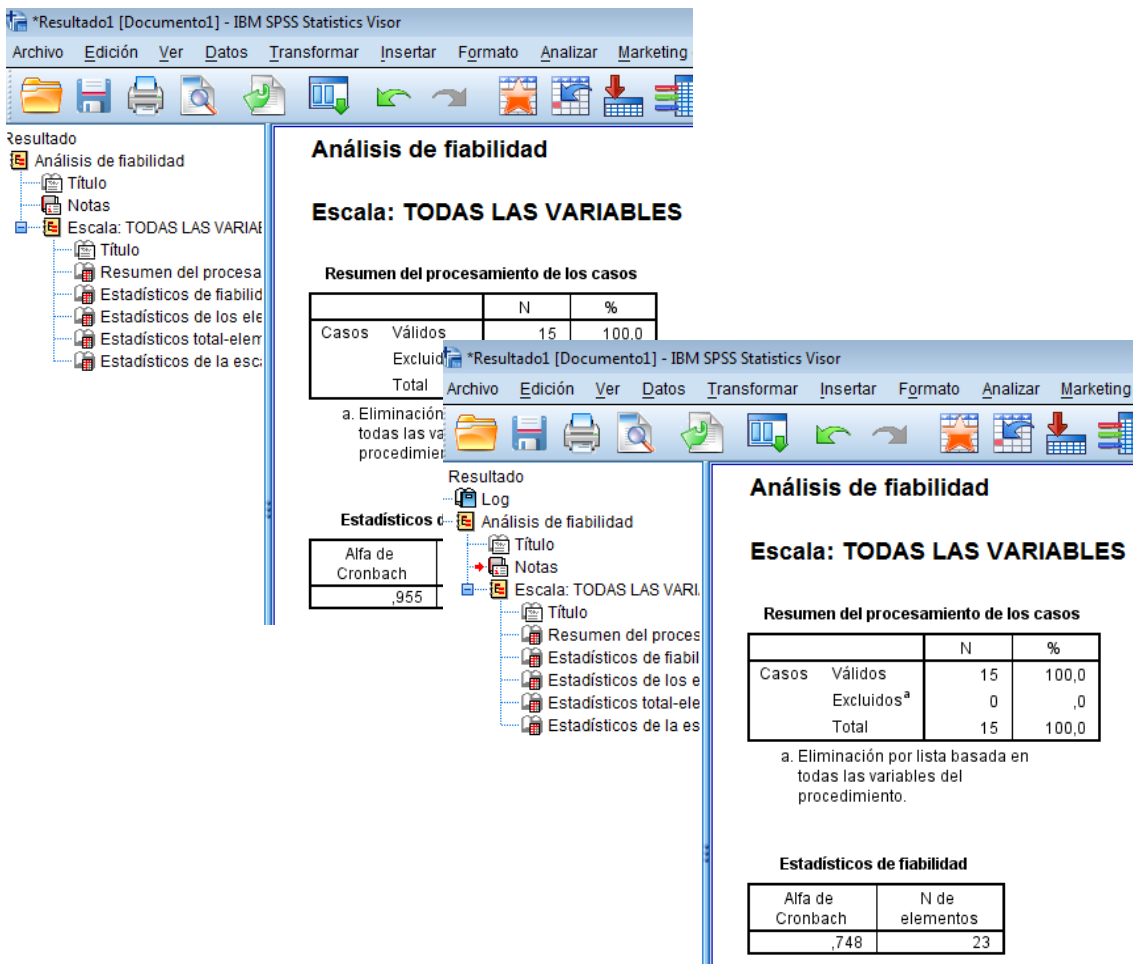 *Resultado1 [Documento1] - IBM SPSS Statistics Visor
Archivo Edición Ver Datos Transformar Insertar Formato Analizar Marketing
Resultado
Análisis de fiabilidad
Título
Notas
Escala: TODAS LAS VARIAB
Título
Resumen del procesa
Estadísticos de fiabilid
Estadísticos de los ele
Estadísticos total-elem
Estadísticos de la esc
Análisis de fiabilidad
Escala: TODAS LAS VARIABLES
Resumen del procesamiento de los casos
N %
Casos Válidos 15 100,0
Excluid
Total
a. Eliminación
todas las va
procedimier
Estadísticos d
Alfa de
Cronbach
,955
*Resultado1 [Documento1] - IBM SPSS Statistics Visor
Archivo Edición Ver Datos Transformar Insertar Formato Analizar Marketing
Resultado
Log
Análisis de fiabilidad
Título
Notas
Escala: TODAS LAS VARI
Título
Resumen del proces
Estadísticos de fiabil
Estadísticos de los e
Estadísticos total-ele
Estadísticos de la es
Análisis de fiabilidad
Escala: TODAS LAS VARIABLES
Resumen del procesamiento de los casos
N %
Casos Válidos 15 100,0
Excluidosa 0 ,0
Total 15 100,0
a. Eliminación por lista basada en
todas las variables del
procedimiento.
Estadísticos de fiabilidad
Alfa de N de
Cronbach elementos
,748 23